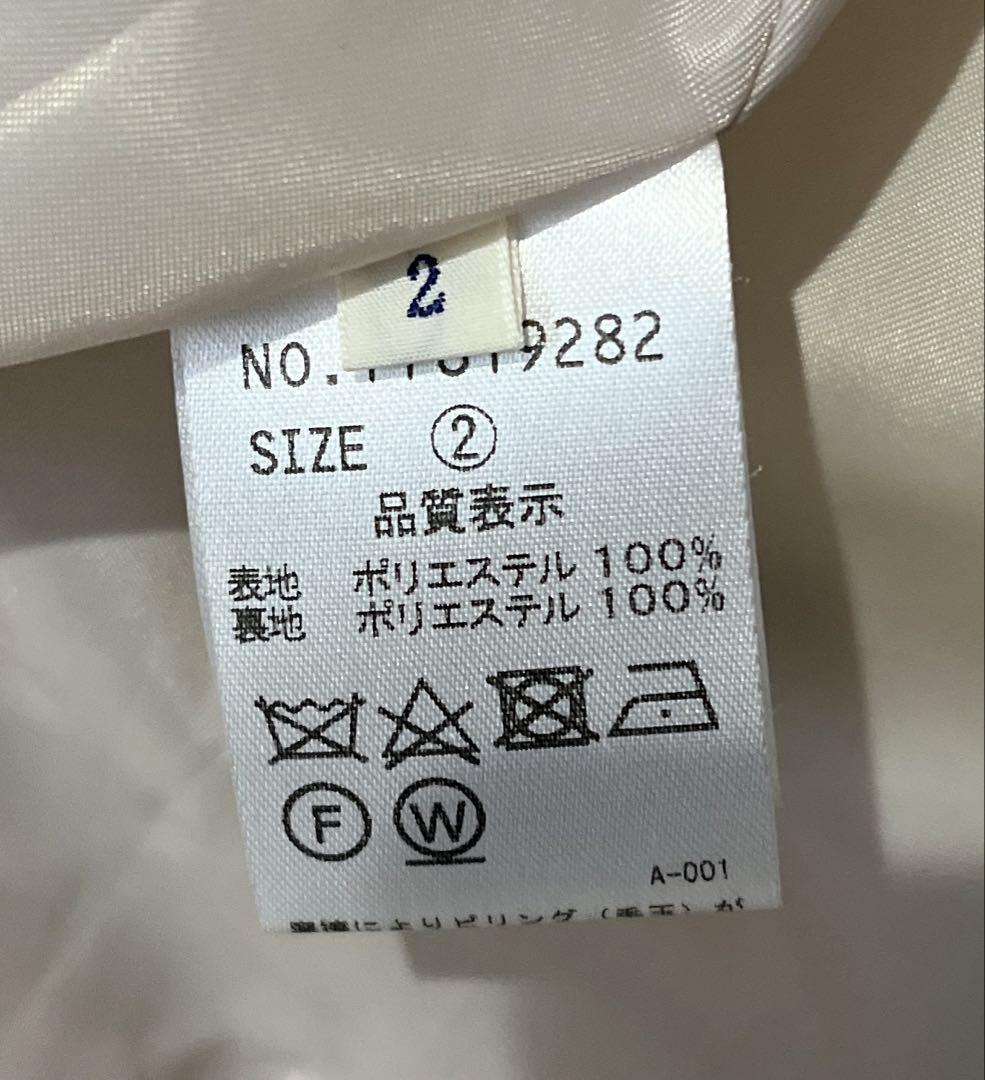 2
NO. 9282
SIZE ②
品質表示
表地 ポリエステル 100%
裏地 ポリエステル 100%
F W
A-001